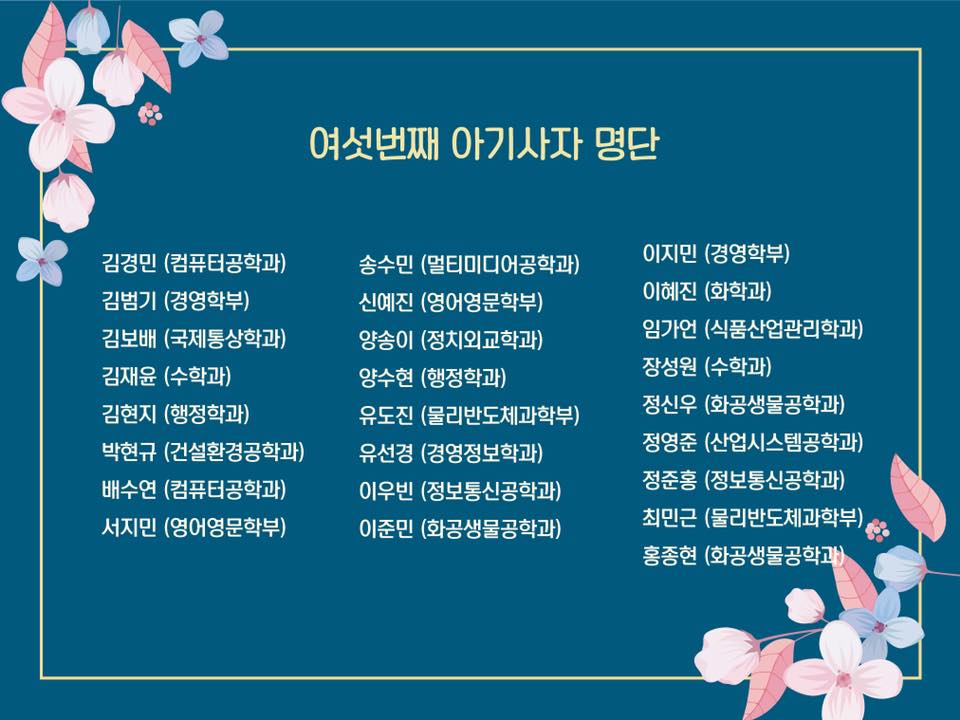 여섯번째 아기사자 명단
김경민 (컴퓨터공학과)
김범기 (경영학부)
김보배 (국제통상학과)
김재윤 (수학과)
김현지 (행정학과)
박현규 (건설환경공학과)
배수연 (컴퓨터공학과)
서지민 (영어영문학부)
송수민 (멀티미디어공학과)
신예진 (영어영문학부)
양송이 (정치외교학과)
양수현 (행정학과)
유도진 (물리반도체과학부)
유선경 (경영정보학과)
이우빈 (정보통신공학과)
이준민 (화공생물공학과)
이지민 (경영학부)
이혜진 (화학과)
임가언 (식품산업관리학과)
장성원 (수학과)
정신우 (화공생물공학과)
정영준 (산업시스템공학과)
정준홍 (정보통신공학과)
최민근 (물리반도체과학부)
홍종현 (화공생물공학과)